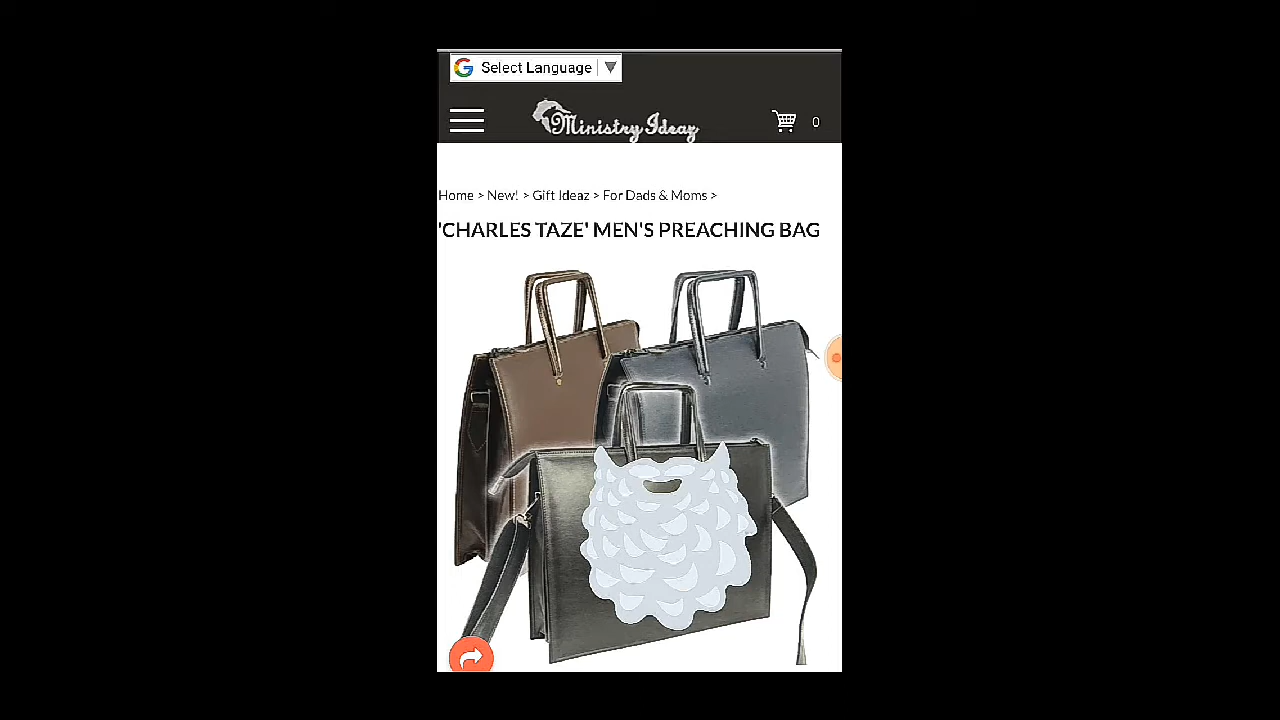 Select Language
Ministry Ideaz
0
Home > New! > Gift Ideaz > For Dads & Moms >
'CHARLES TAZE' MEN'S PREACHING BAG